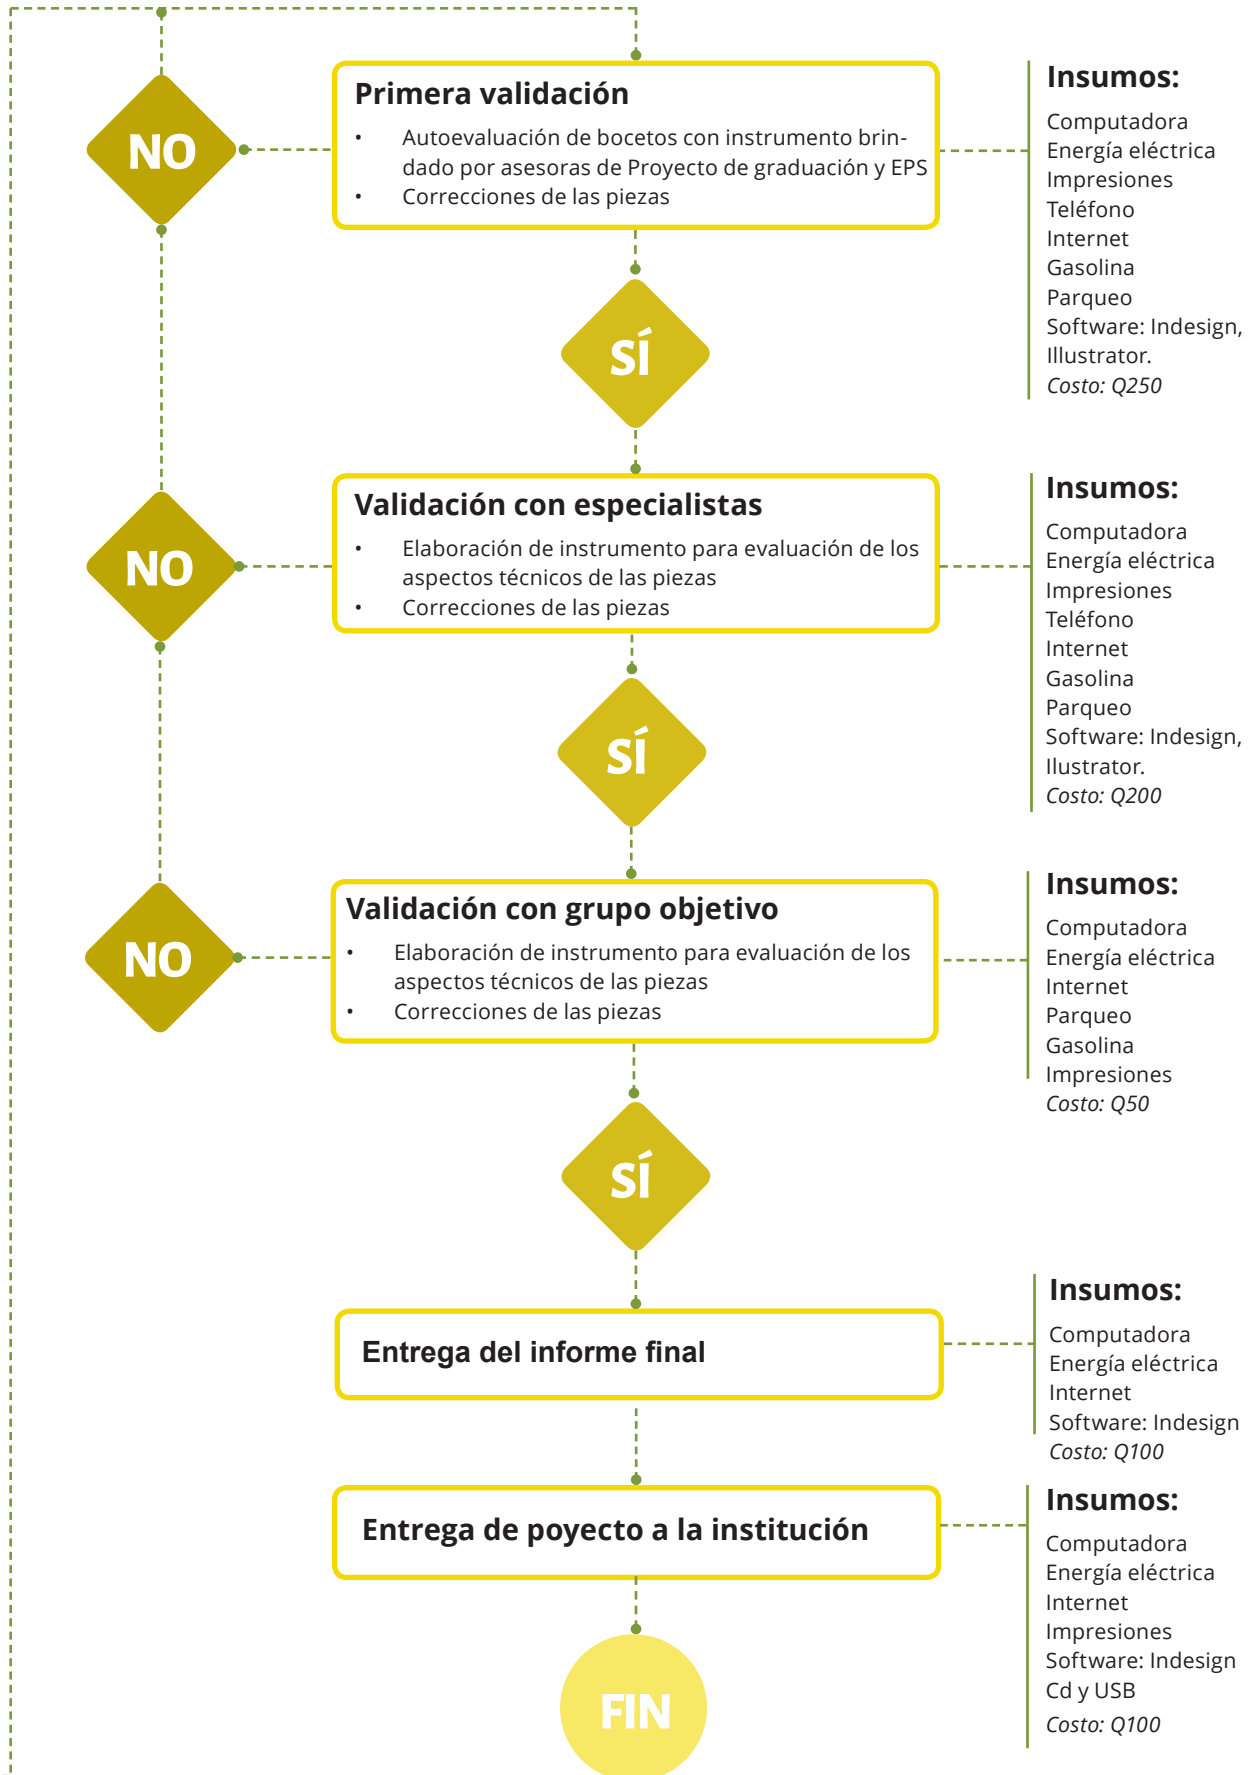 NO
Primera validación
• Autoevaluación de bocetos con instrumento brin-
dado por asesoras de Proyecto de graduación y EPS
• Correcciones de las piezas
Insumos:
Computadora
Energía eléctrica
Impresiones
Teléfono
Internet
Gasolina
Parqueo
Software: Indesign,
Illustrator.
Costo: Q250
SÍ
NO
Validación con especialistas
• Elaboración de instrumento para evaluación de los
aspectos técnicos de las piezas
• Correcciones de las piezas
Insumos:
Computadora
Energía eléctrica
Impresiones
Teléfono
Internet
Gasolina
Parqueo
Software: Indesign,
Ilustrator.
Costo: Q200
SÍ
NO
Validación con grupo objetivo
• Elaboración de instrumento para evaluación de los
aspectos técnicos de las piezas
• Correcciones de las piezas
Insumos:
Computadora
Energía eléctrica
Internet
Parqueo
Gasolina
Impresiones
Costo: Q50
SÍ
Entrega del informe final
Insumos:
Computadora
Energía eléctrica
Internet
Software: Indesign
Costo: Q100
Entrega de poyecto a la institución
Insumos:
Computadora
Energía eléctrica
Internet
Impresiones
Software: Indesign
Cd y USB
Costo: Q100
FIN